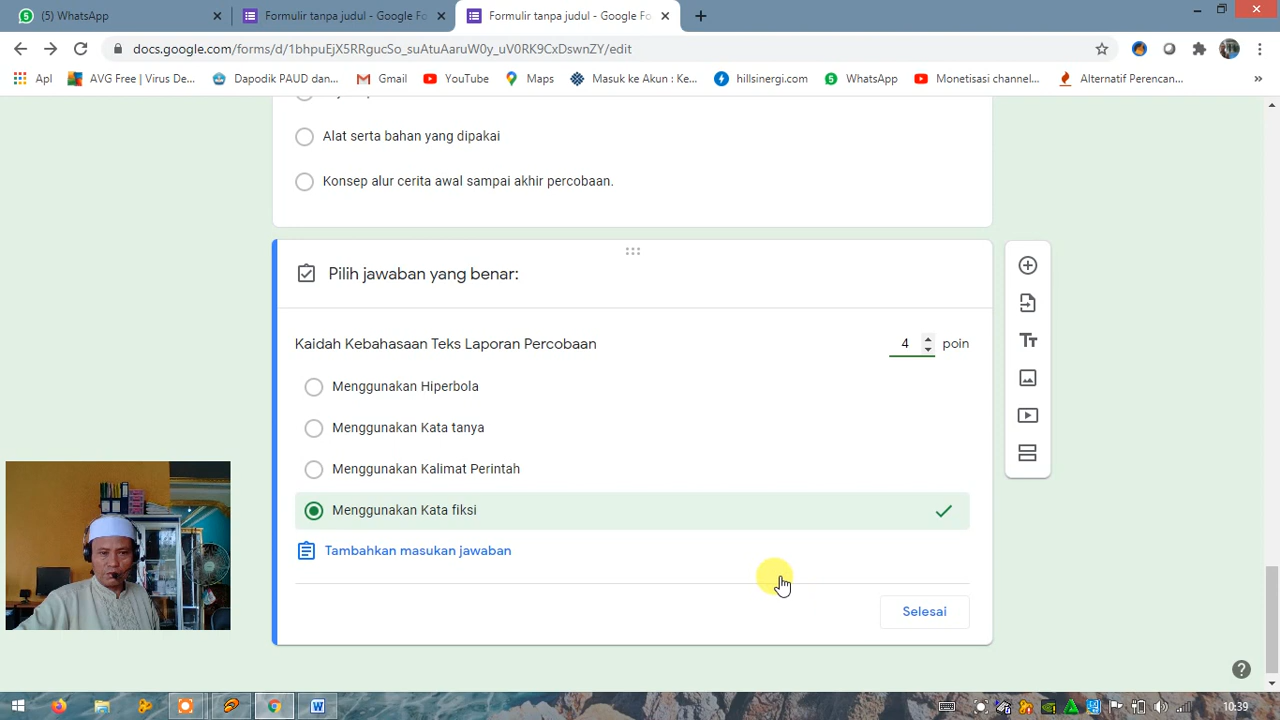 (5) WhatsApp
Formulir tanpa judul - Google Fo
Formulir tanpa judul - Google Fo
docs.google.com/forms/d/1bhpuEjX5RRgucSo_suAtuAaruW0y_uV0RK9CxDswnZY/edit
Apl
AVG Free | Virus De...
Dapodik PAUD dan...
Gmail
YouTube
Maps
Masuk ke Akun : Ke...
hillsinergi.com
WhatsApp
Monetisasi channel...
Alternatif Perencan...
Alat serta bahan yang dipakai
Konsep alur cerita awal sampai akhir percobaan.
Pilih jawaban yang benar:
Kaidah Kebahasaan Teks Laporan Percobaan
4 poin
Menggunakan Hiperbola
Menggunakan Kata tanya
Menggunakan Kalimat Perintah
Menggunakan Kata fiksi
Tambahkan masukan jawaban
Selesai
10:39